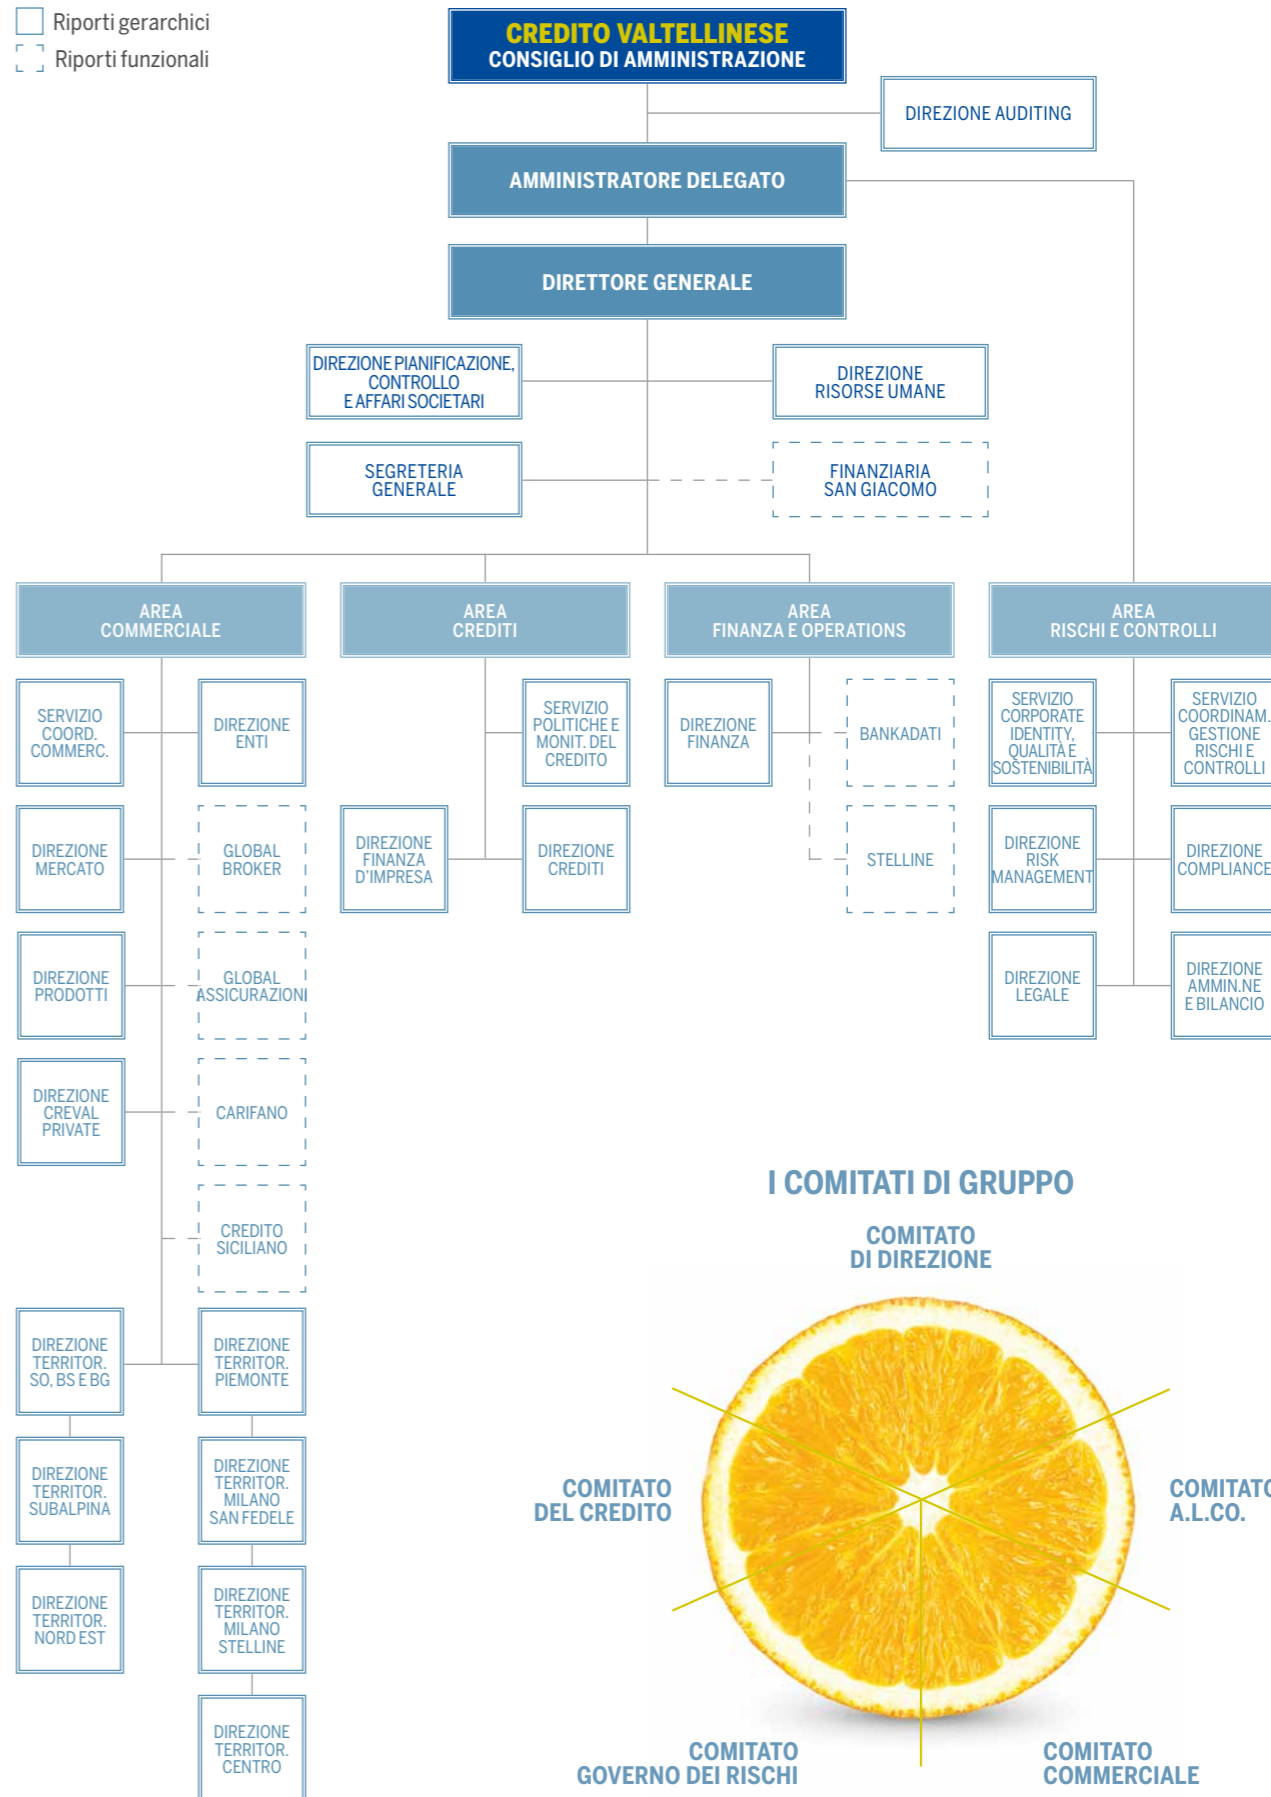 Riporti gerarchici
Riporti funzionali
CREDITO VALTELLINESE
CONSIGLIO DI AMMINISTRAZIONE
DIREZIONE AUDITING
AMMINISTRATORE DELEGATO
DIRETTORE GENERALE
DIREZIONE PIANIFICAZIONE,
CONTROLLO
E AFFARI SOCIETARI
DIREZIONE
RISORSE UMANE
SEGRETERIA
GENERALE
FINANZIARIA
SAN GIACOMO
AREA
COMMERCIALE
AREA
CREDITI
AREA
FINANZA E OPERATIONS
AREA
RISCHI E CONTROLLI
SERVIZIO
COORD.
COMMERC.
DIREZIONE
ENTI
SERVIZIO
POLITICHE E
MONIT. DEL
CREDITO
DIREZIONE
FINANZA
BANKADATI
SERVIZIO
CORPORATE
IDENTITY,
QUALITÀ E
SOSTENIBILITÀ
SERVIZIO
COORDINAM.
GESTIONE
RISCHI E
CONTROLLI
DIREZIONE
MERCATO
GLOBAL
BROKER
DIREZIONE
FINANZA
D'IMPRESA
DIREZIONE
CREDITI
STELLINE
DIREZIONE
RISK
MANAGEMENT
DIREZIONE
COMPLIANCE
DIREZIONE
PRODOTTI
GLOBAL
ASSICURAZIONI
DIREZIONE
LEGALE
DIREZIONE
AMMIN.NE
E BILANCIO
DIREZIONE
CREVAL
PRIVATE
CARIFANO
CREDITO
SICILIANO
DIREZIONE
TERRITOR.
SO, BS E BG
DIREZIONE
TERRITOR.
PIEMONTE
DIREZIONE
TERRITOR.
SUBALPINA
DIREZIONE
TERRITOR.
MILANO
SAN FEDELE
DIREZIONE
TERRITOR.
NORD EST
DIREZIONE
TERRITOR.
MILANO
STELLINE
DIREZIONE
TERRITOR.
CENTRO
I COMITATI DI GRUPPO
COMITATO
DI DIREZIONE
COMITATO
DEL CREDITO
COMITATO
A.L.CO.
COMITATO
GOVERNO DEI RISCHI
COMITATO
COMMERCIALE